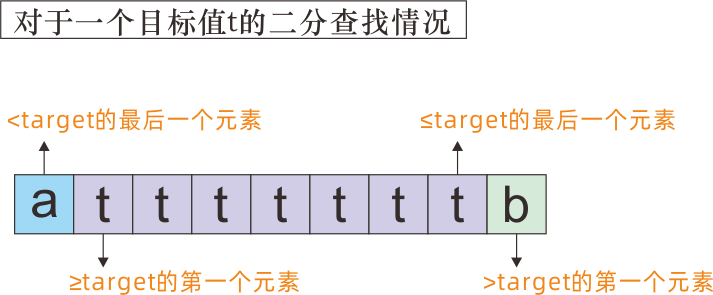 对于一个目标值t的二分查找情况
<target的最后一个元素 ≤target的最后一个元素
a t t t t t t t b
≥target的第一个元素 >target的第一个元素